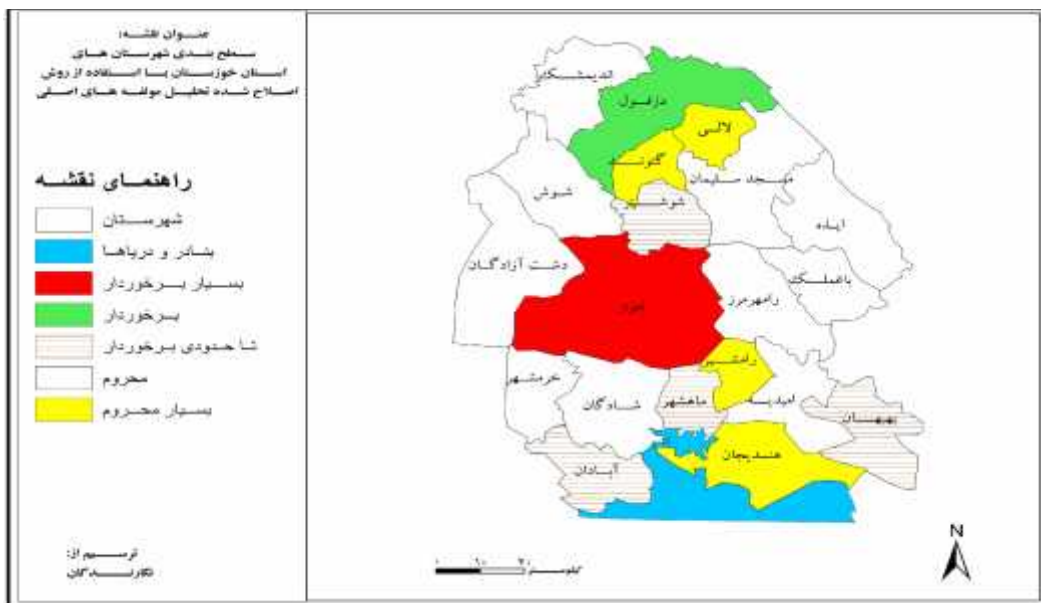 عنوان نقشه:
سطح بندی شهرستان های
استان خوزستان با استفاده از روش
اصلاح شده تحلیل مولفه های اصلی
راهنمای نقشه
شهرستان
بنادر و دریاها
بسیار برخوردار
برخوردار
تا حدودی برخوردار
محروم
بسیار محروم
ترسیم از:
نگارندگان
اندیمشک
دزفول
لالی
گتوند
مسجد سلیمان
شوش
شوشتر
ایذه
دشت آزادگان
باغملک
رامهرمز
اهواز
رامشیر
خرمشهر
شادگان
ماهشهر
امیدیه
بهبهان
هندیجان
آبادان
N
کیلومتر